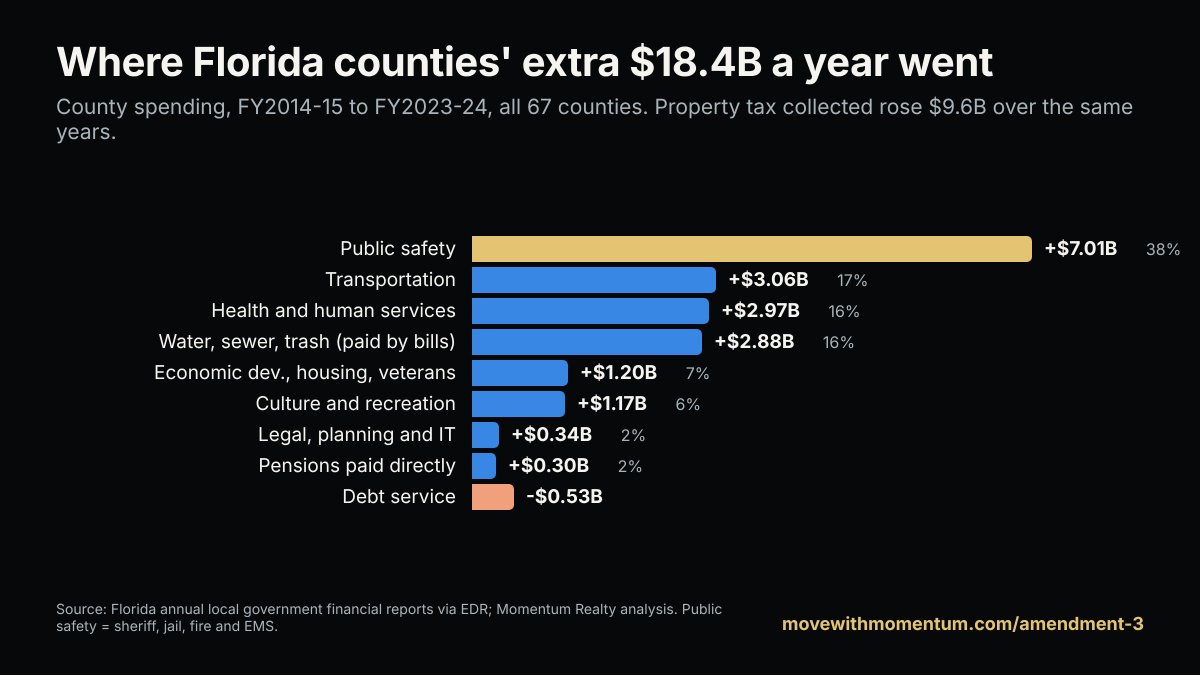 Where Florida counties' extra $18.4B a year went
County spending, FY2014-15 to FY2023-24, all 67 counties. Property tax collected rose $9.6B over the same
years.
Public safety +$7.01B 38%
Transportation +$3.06B 17%
Health and human services +$2.97B 16%
Water, sewer, trash (paid by bills) +$2.88B 16%
Economic dev., housing, veterans +$1.20B 7%
Culture and recreation +$1.17B 6%
Legal, planning and IT +$0.34B 2%
Pensions paid directly +$0.30B 2%
Debt service -$0.53B
Source: Florida annual local government financial reports via EDR; Momentum Realty analysis. Public
safety = sheriff, jail, fire and EMS.
movewithmomentum.com/amendment-3